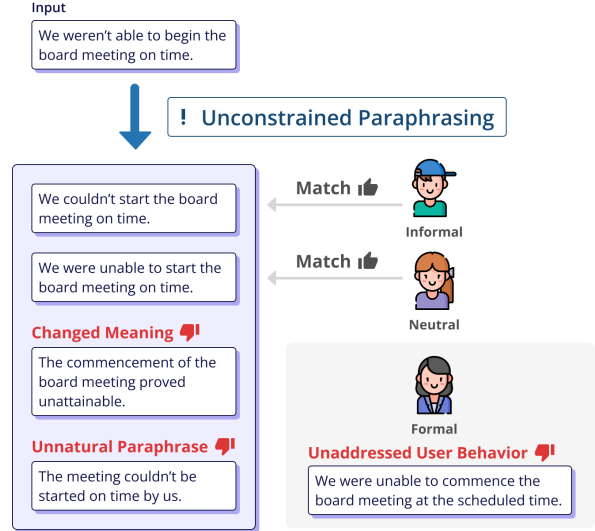 Input
We weren't able to begin the
board meeting on time.
! Unconstrained Paraphrasing
We couldn't start the board
meeting on time.
Match
Informal
We were unable to start the
board meeting on time.
Match
Neutral
Changed Meaning
The commencement of the
board meeting proved
unattainable.
Unnatural Paraphrase
The meeting couldn't be
started on time by us.
Formal
Unaddressed User Behavior
We were unable to commence the
board meeting at the scheduled time.